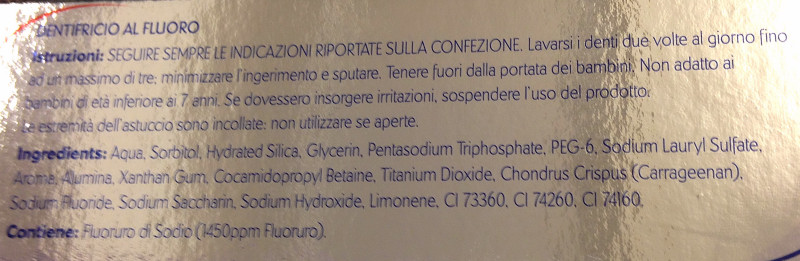 DENTIFRICIO AL FLUORO
Istruzioni: SEGUIRE SEMPRE LE INDICAZIONI RIPORTATE SULLA CONFEZIONE. Lavarsi i denti due volte al giorno fino
ad un massimo di tre; minimizzare l'ingerimento e sputare. Tenere fuori dalla portata dei bambini. Non adatto ai
bambini di età inferiore ai 7 anni. Se dovessero insorgere irritazioni, sospendere l'uso del prodotto.
Le estremità dell'astuccio sono incollate: non utilizzare se aperte.
Ingredients: Aqua, Sorbitol, Hydrated Silica, Glycerin, Pentasodium Triphosphate, PEG-6, Sodium Lauryl Sulfate,
Aroma, Alumina, Xanthan Gum, Cocamidopropyl Betaine, Titanium Dioxide, Chondrus Crispus (Carrageenan),
Sodium Fluoride, Sodium Saccharin, Sodium Hydroxide, Limonene, CI 73360, CI 74260, CI 74160.
Contiene: Fluoruro di Sodio (1450ppm Fluoruro).